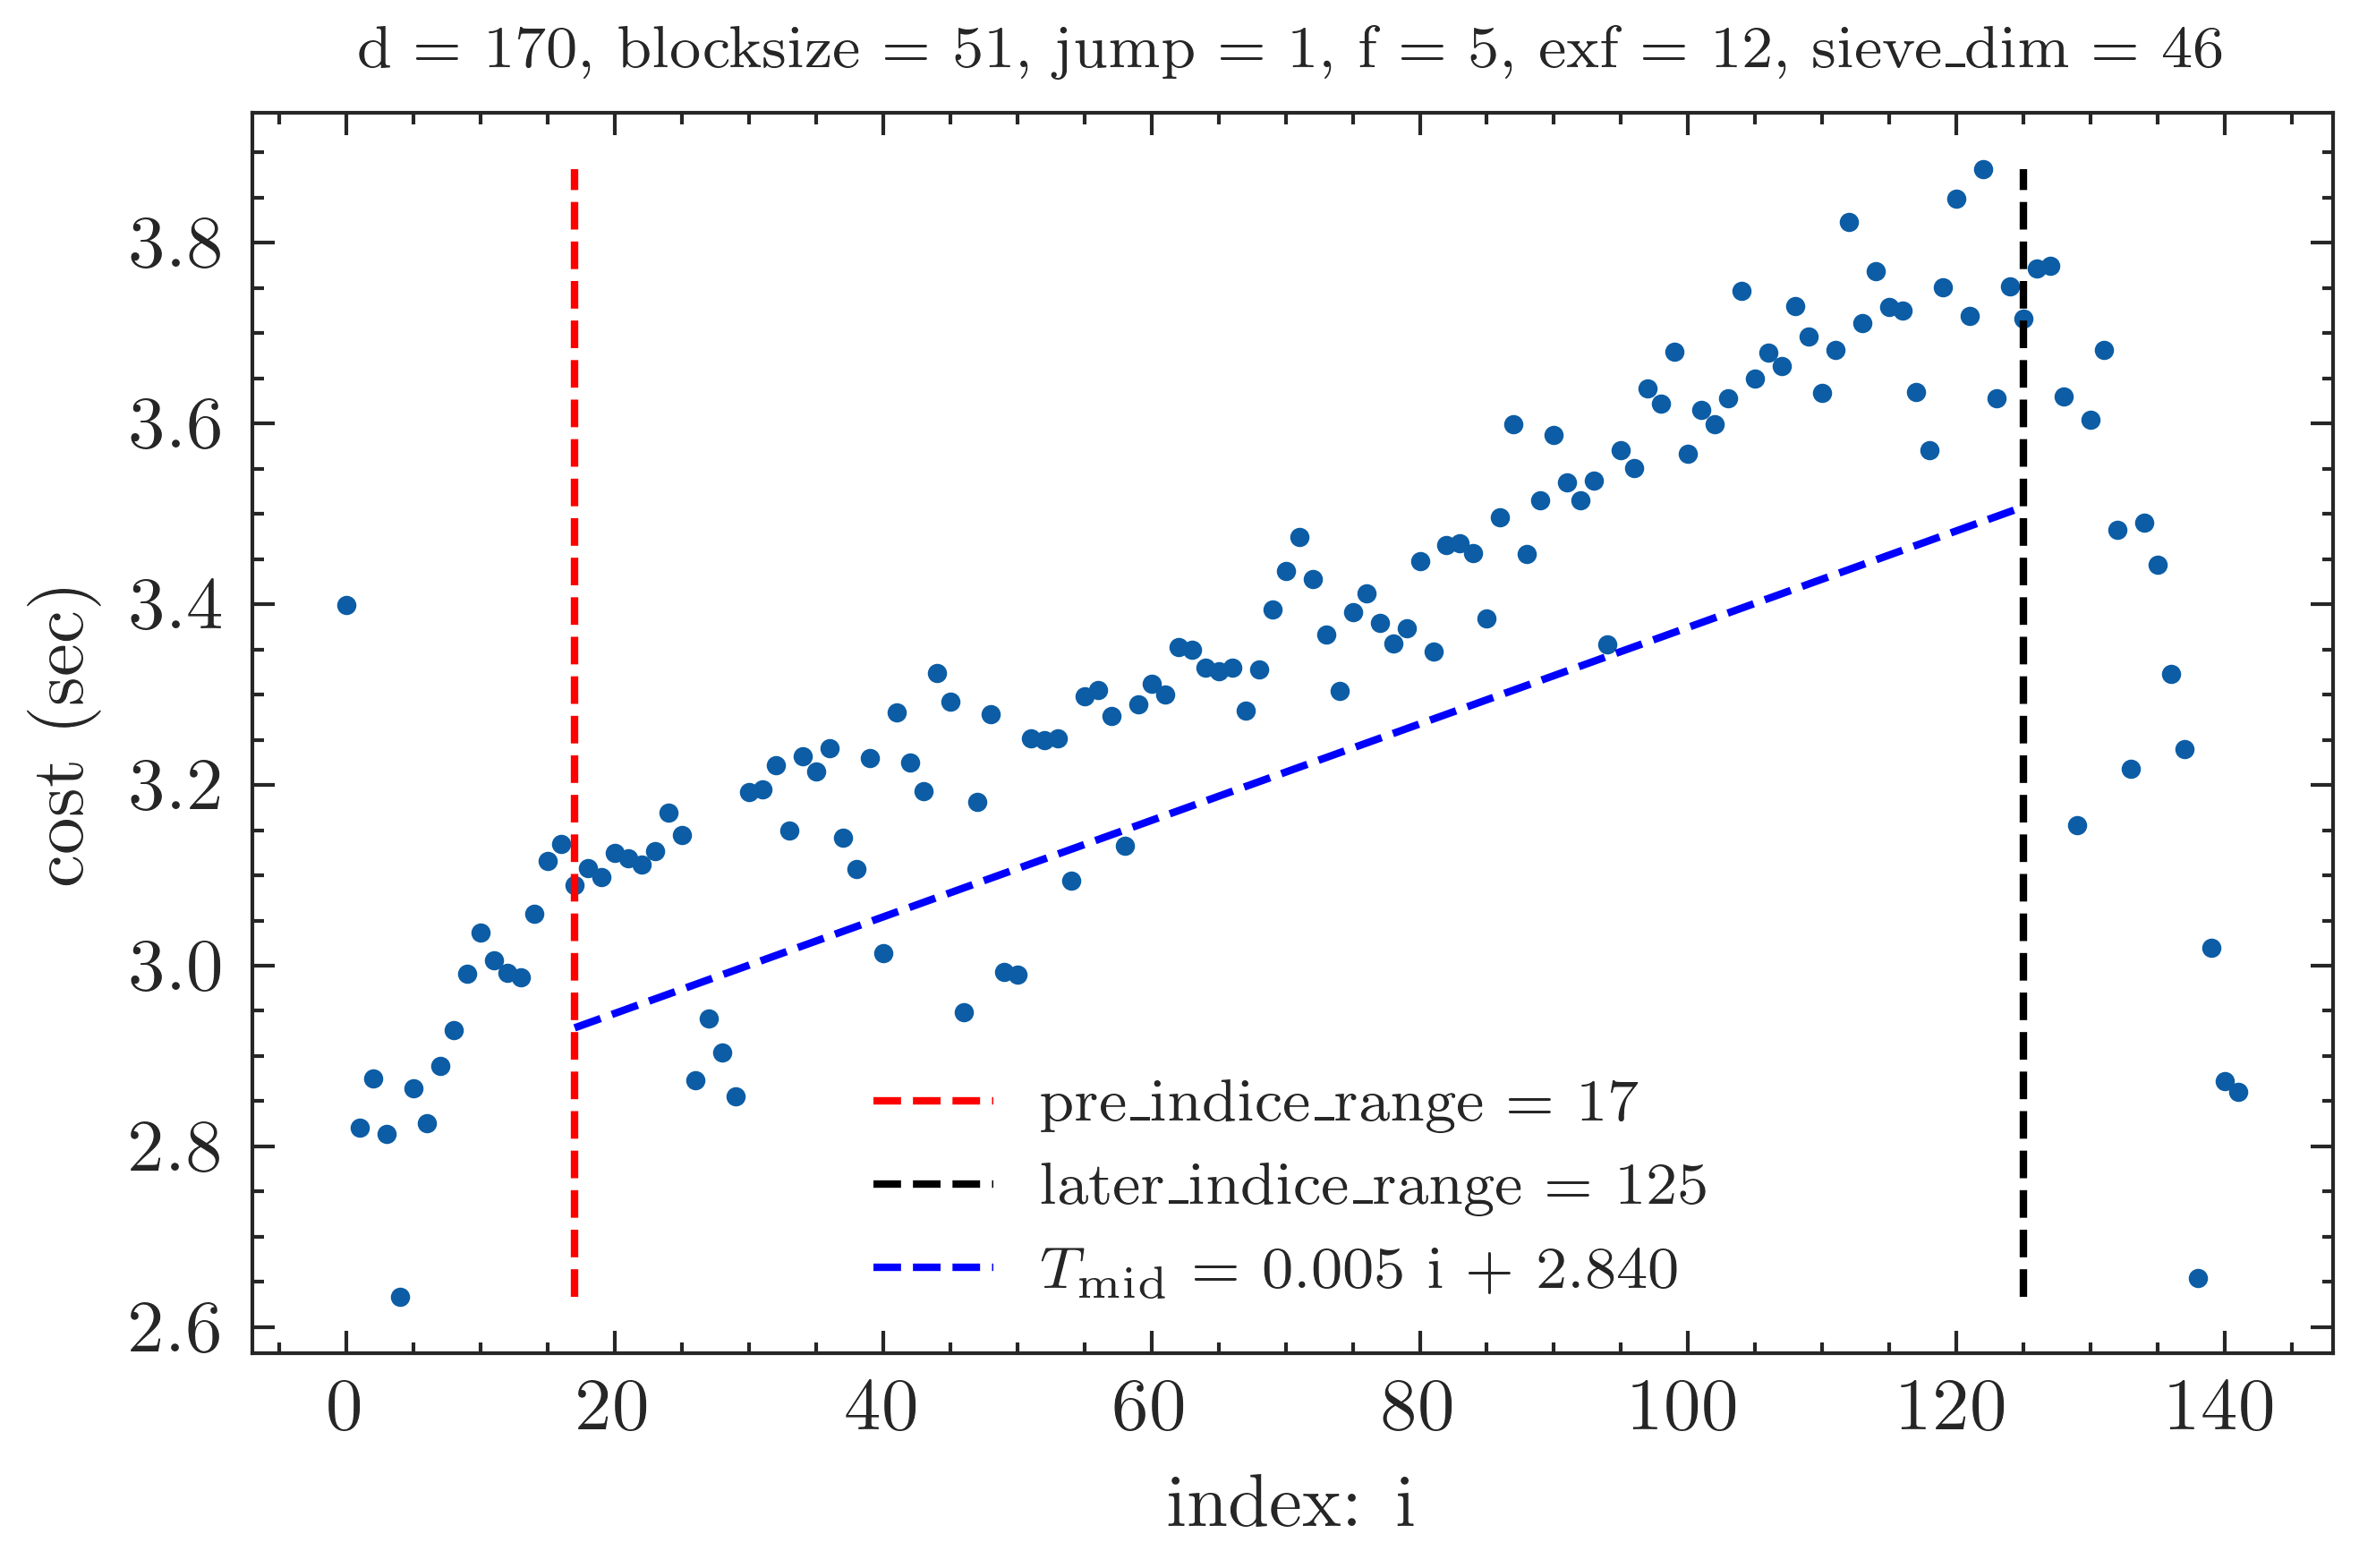 d = 170, blocksize = 51, jump = 1, f = 5, exf = 12, sieve_dim = 46
cost (sec)
3.8
3.6
3.4
3.2
3.0
2.8
2.6
pre_indice_range = 17
later_indice_range = 125
T_mid = 0.005 i + 2.840
0 20 40 60 80 100 120 140
index: i